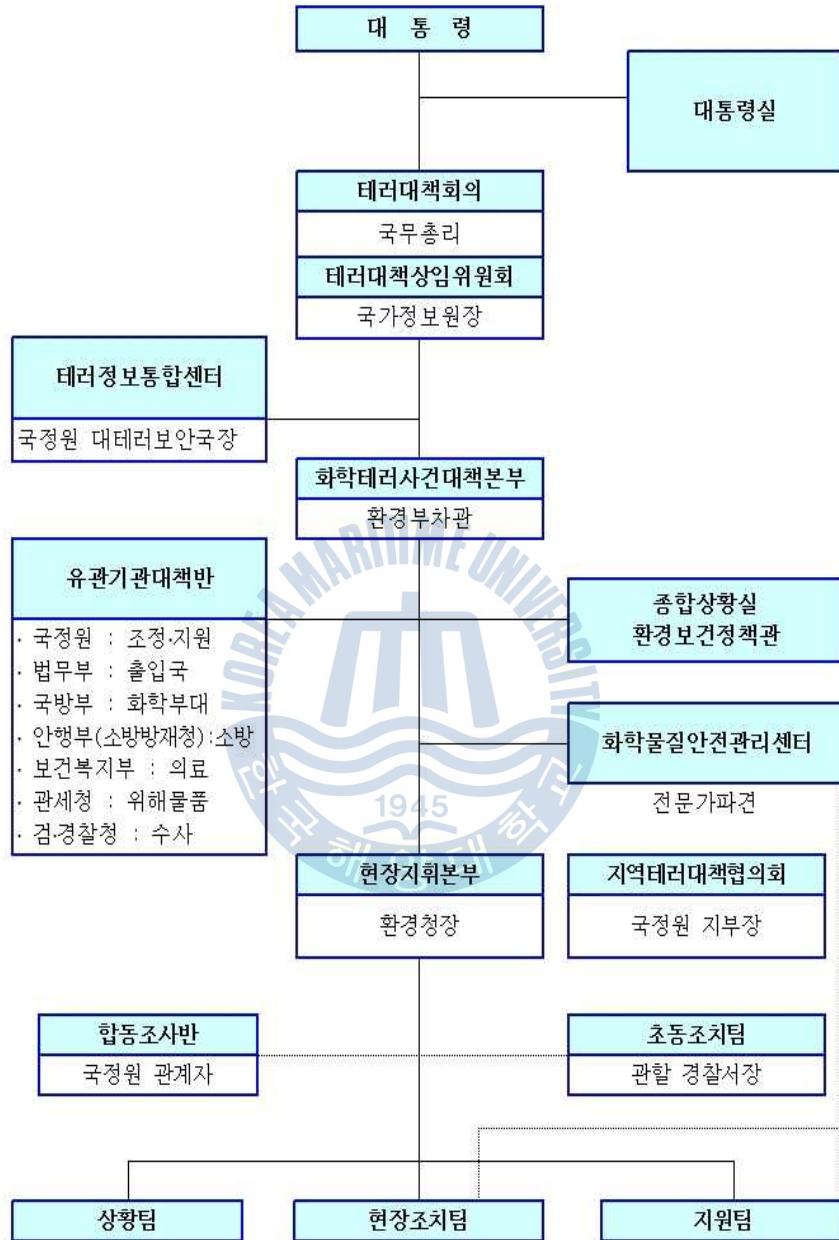 대 통 령
대통령실
테러대책회의
국무총리
테러대책상임위원회
국가정보원장
테러정보통합센터
국정원 대테러보안국장
화학테러사건대책본부
환경부차관
유관기관대책반
· 국정원 : 조정·지원
· 법무부 : 출입국
· 국방부 : 화학부대
· 안행부(소방방재청):소방
· 보건복지부 : 의료
· 관세청 : 위해물품
· 검·경찰청 : 수사
종합상황실
환경보건정책관
화학물질안전관리센터
전문가파견
KOREA MARITIME UNIVERSITY
1945
한국해양대학교
현장지휘본부
환경청장
지역테러대책협의회
국정원 지부장
합동조사반
국정원 관계자
초동조치팀
관할 경찰서장
상황팀
현장조치팀
지원팀